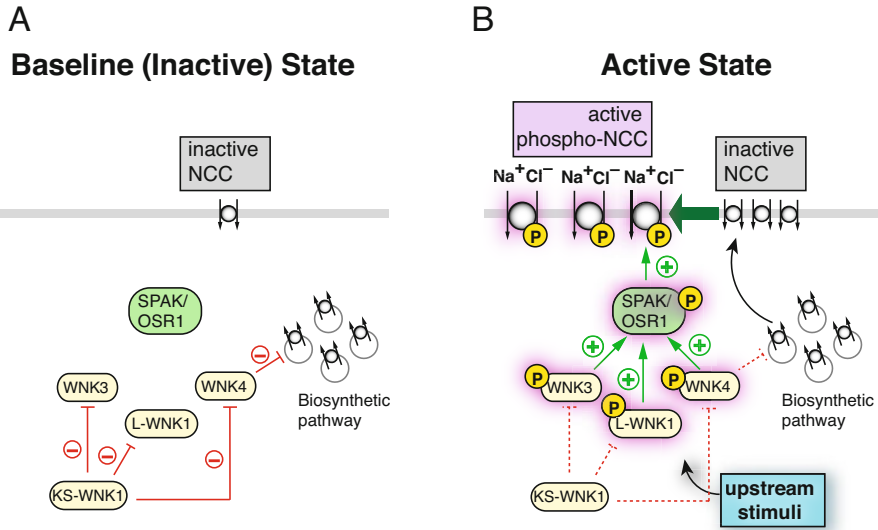 A
Baseline (Inactive) State
inactive
NCC
SPAK/
OSR1
WNK3
WNK4
L-WNK1
KS-WNK1
Biosynthetic
pathway
−
−
−
−
B
Active State
active
phospho-NCC
inactive
NCC
Na⁺Cl⁻ Na⁺Cl⁻ Na⁺Cl⁻
P P P
+
SPAK/
OSR1
P
+ + +
P
WNK3
P
WNK4
P
L-WNK1
KS-WNK1
Biosynthetic
pathway
upstream
stimuli